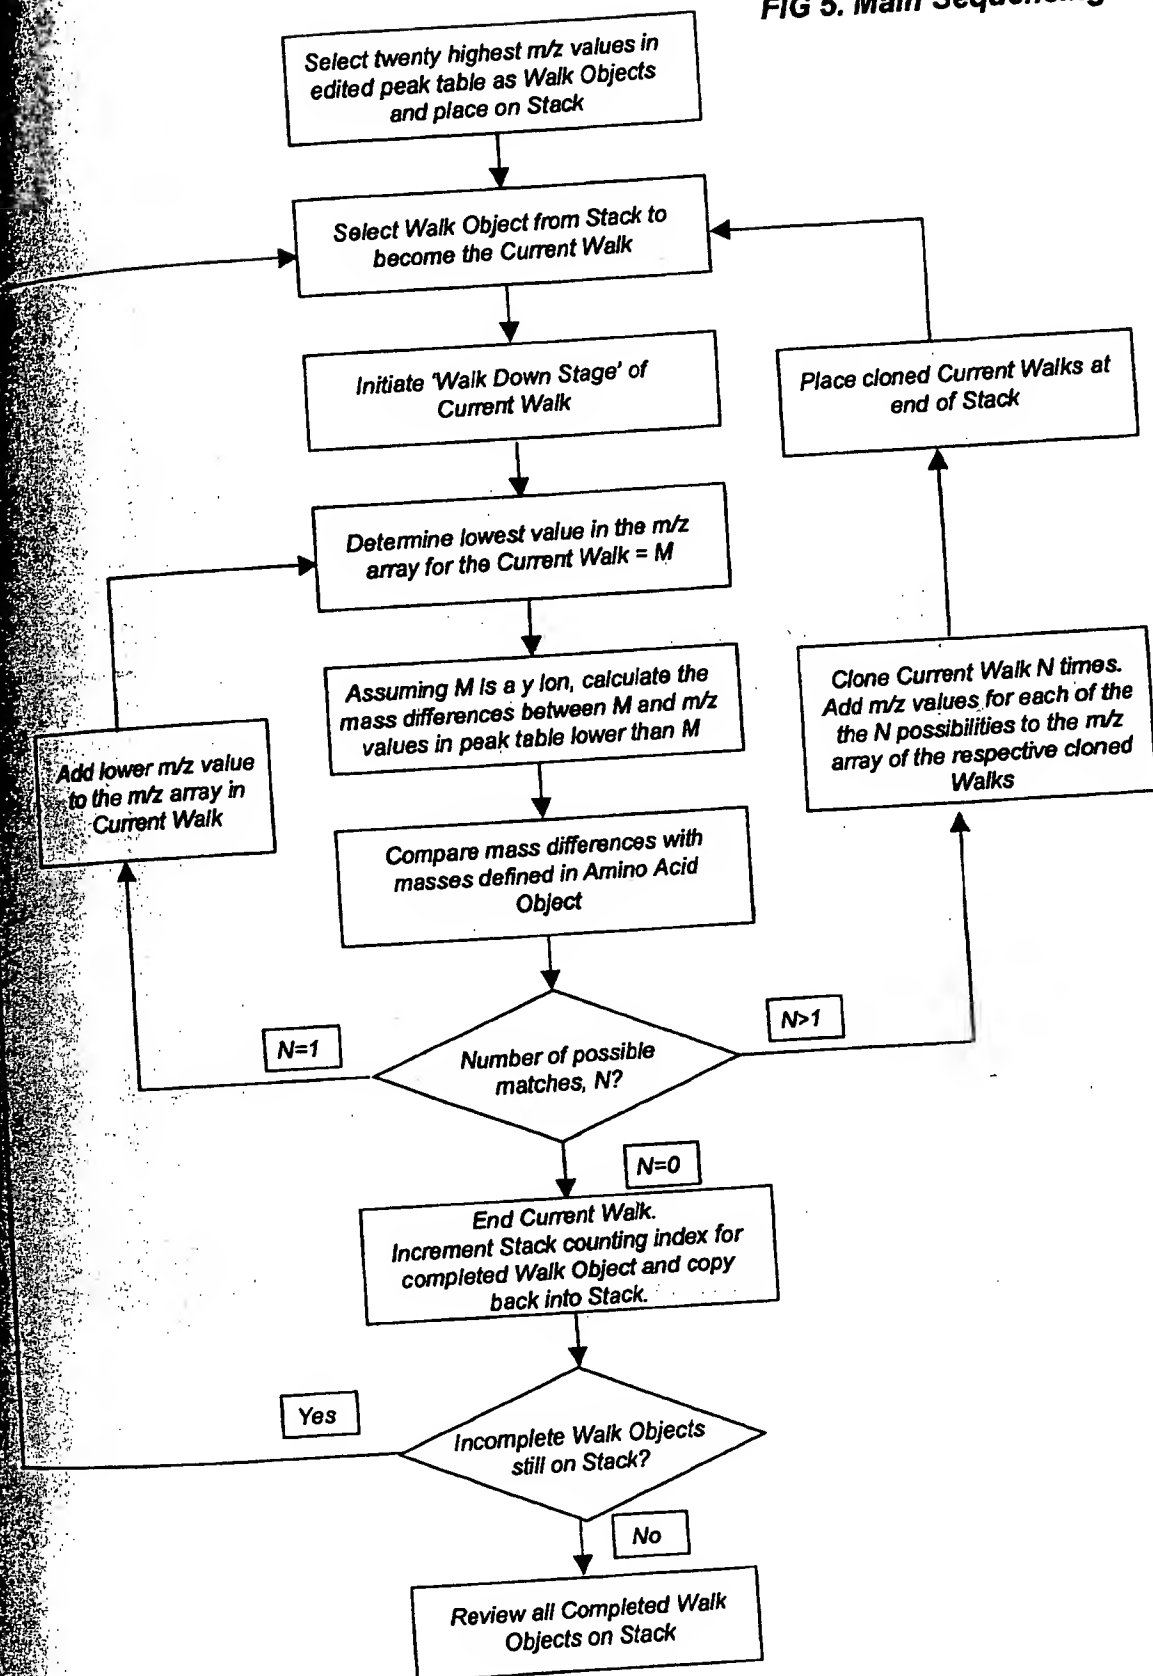 FIG 5. Main Sequencing
Select twenty highest m/z values in
edited peak table as Walk Objects
and place on Stack
Select Walk Object from Stack to
become the Current Walk
Initiate 'Walk Down Stage' of
Current Walk
Place cloned Current Walks at
end of Stack
Determine lowest value in the m/z
array for the Current Walk = M
Assuming M is a y ion, calculate the
mass differences between M and m/z
values in peak table lower than M
Clone Current Walk N times.
Add m/z values for each of the
the N possibilities to the m/z
array of the respective cloned
Walks
Add lower m/z value
to the m/z array in
Current Walk
Compare mass differences with
masses defined in Amino Acid
Object
N=1
N>1
Number of possible
matches, N?
N=0
End Current Walk.
Increment Stack counting index for
completed Walk Object and copy
back into Stack.
Yes
Incomplete Walk Objects
still on Stack?
No
Review all Completed Walk
Objects on Stack